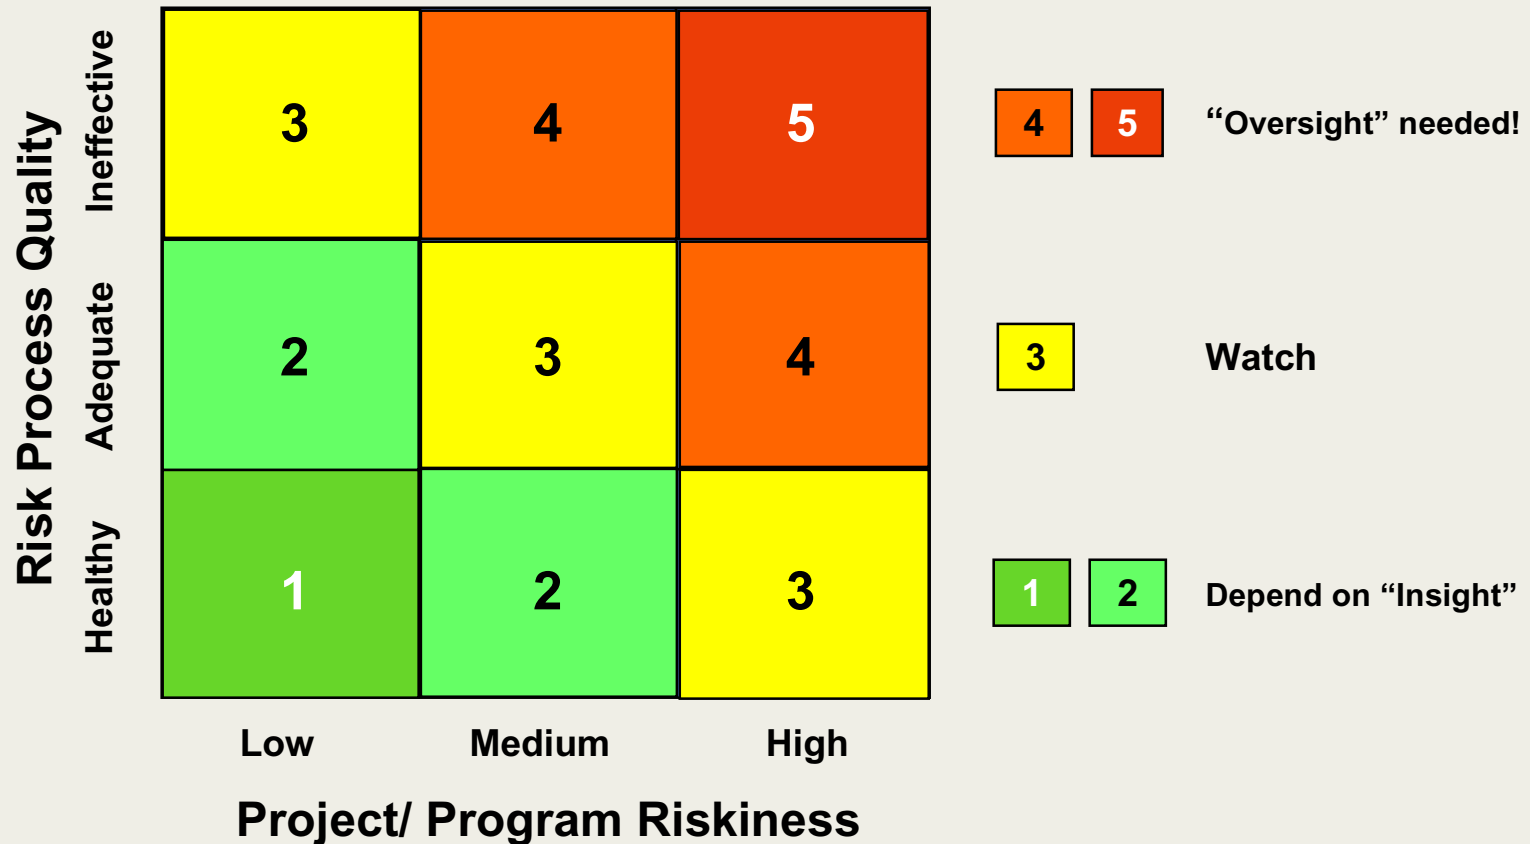 Risk Process Quality
Ineffective
3
4
5
4
5
“Oversight” needed!
Adequate
2
3
4
3
Watch
Healthy
1
2
3
1
2
Depend on “Insight”
Low
Medium
High
Project/ Program Riskiness